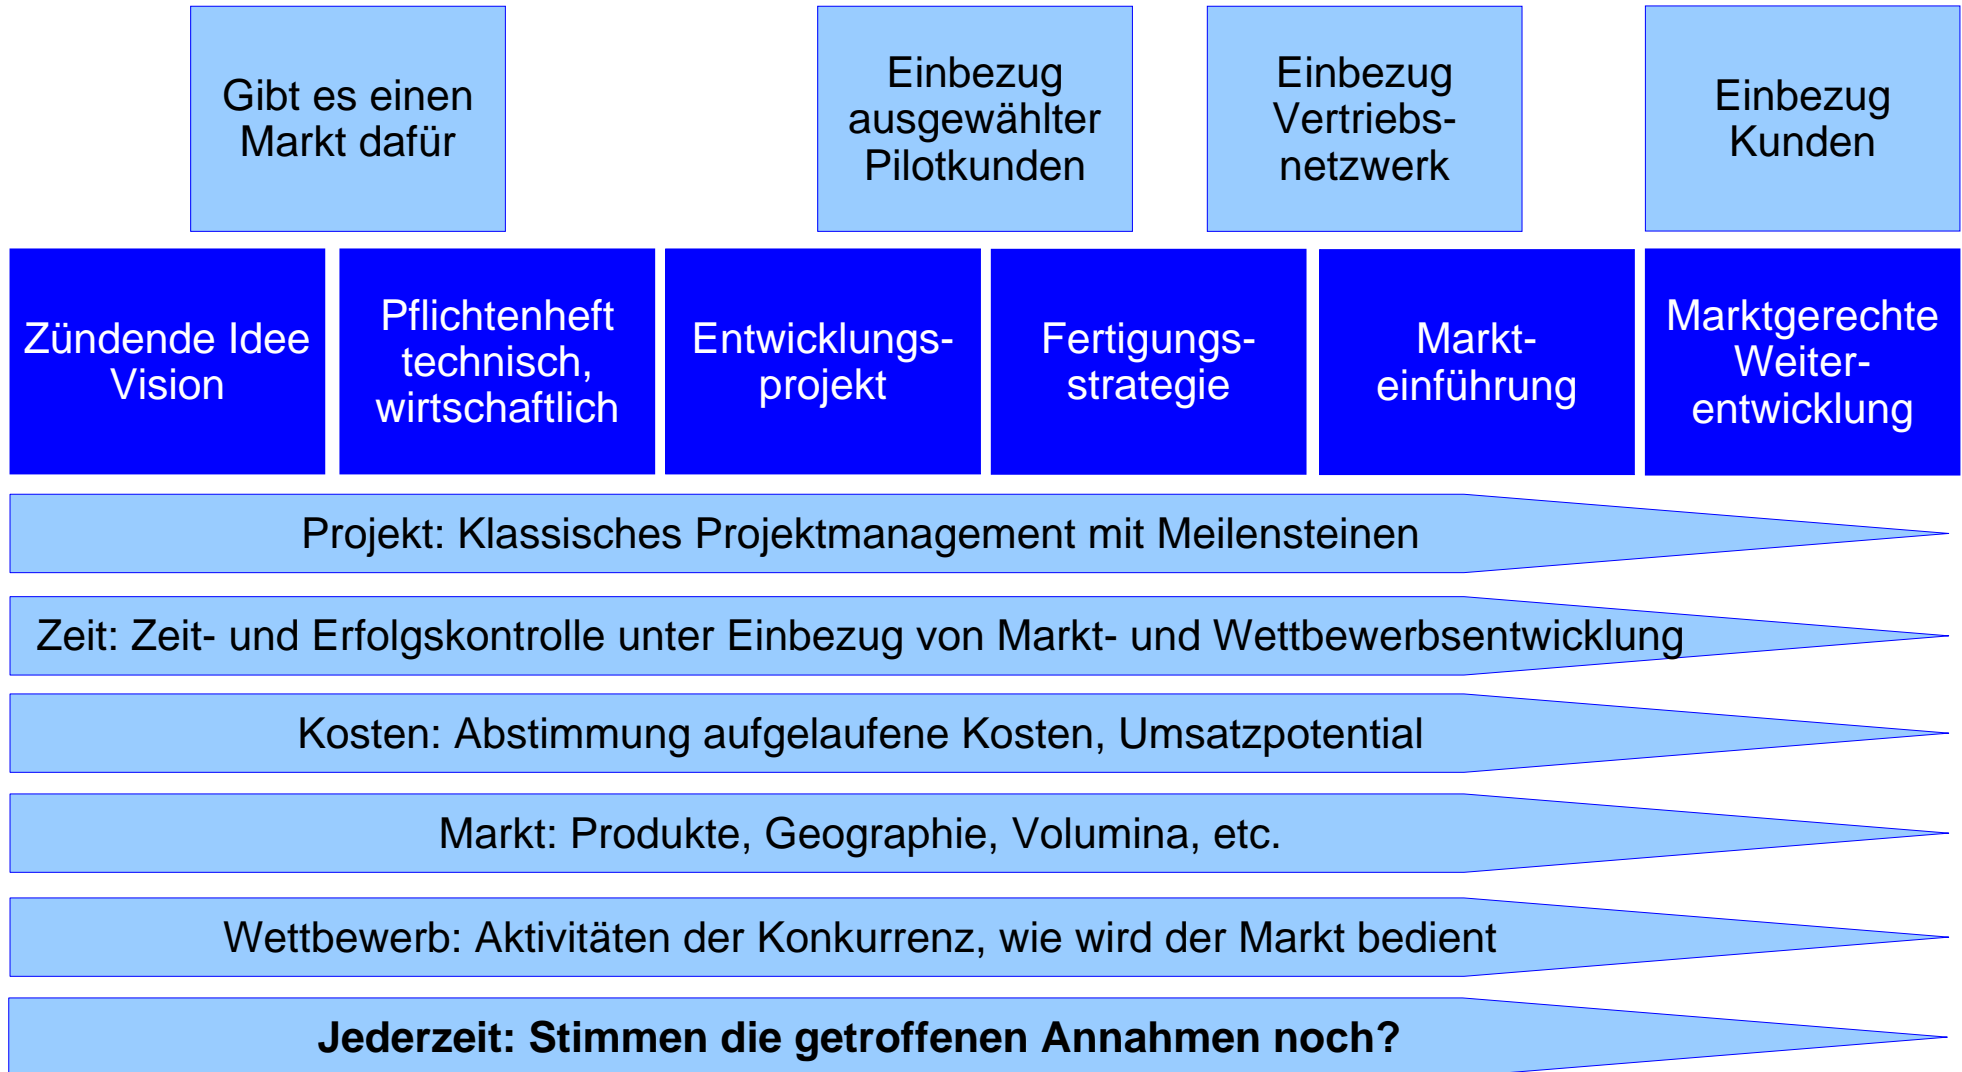 Gibt es einen
Markt dafür
Einbezug
ausgewählter
Pilotkunden
Einbezug
Vertriebs-
netzwerk
Einbezug
Kunden
Zündende Idee
Vision
Pflichtenheft
technisch,
wirtschaftlich
Entwicklungs-
projekt
Fertigungs-
strategie
Markt-
einführung
Marktgerechte
Weiter-
entwicklung
Projekt: Klassisches Projektmanagement mit Meilensteinen
Zeit: Zeit- und Erfolgskontrolle unter Einbezug von Markt- und Wettbewerbsentwicklung
Kosten: Abstimmung aufgelaufene Kosten, Umsatzpotential
Markt: Produkte, Geographie, Volumina, etc.
Wettbewerb: Aktivitäten der Konkurrenz, wie wird der Markt bedient
Jederzeit: Stimmen die getroffenen Annahmen noch?